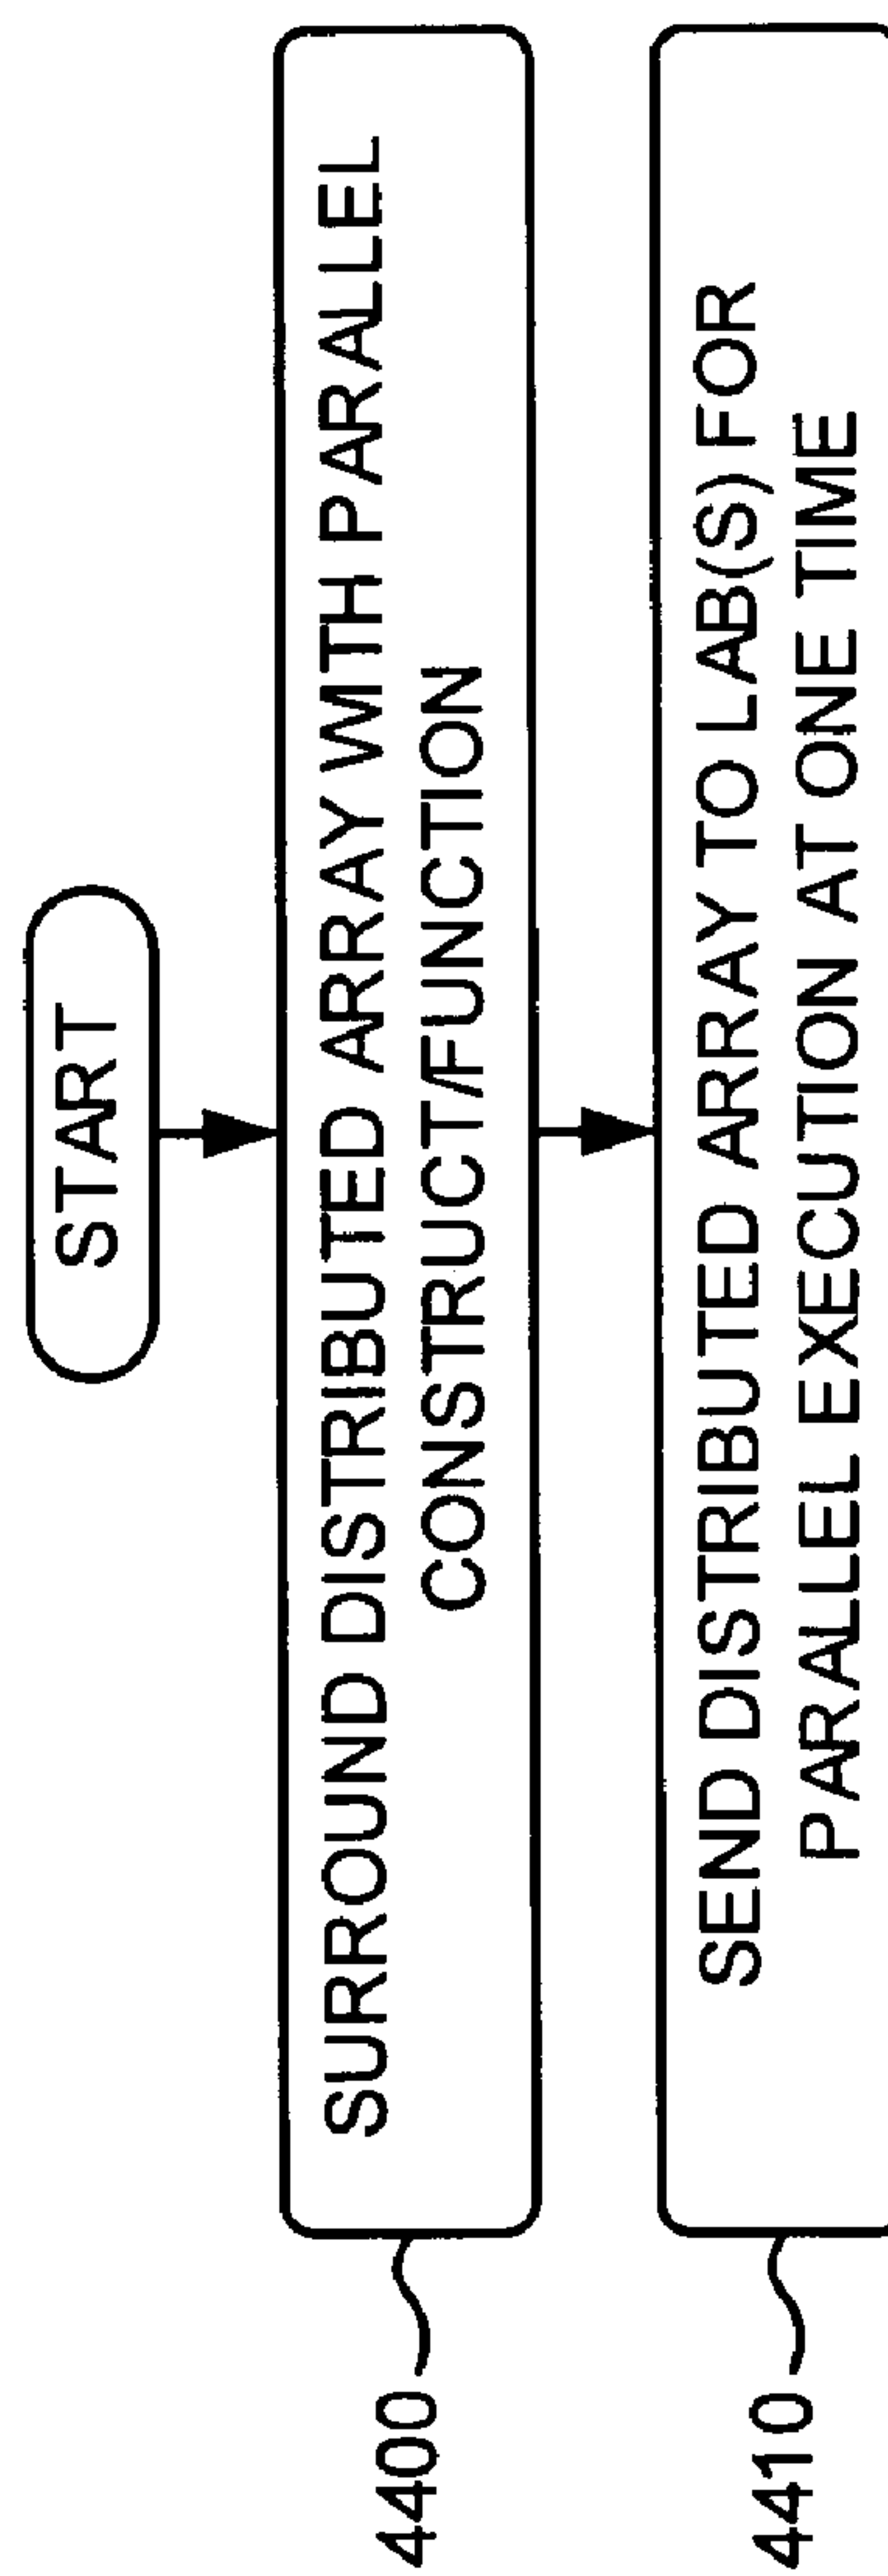 START
SURROUND DISTRIBUTED ARRAY WITH PARALLEL
CONSTRUCT/FUNCTION
4400
SEND DISTRIBUTED ARRAY TO LAB(S) FOR
PARALLEL EXECUTION AT ONE TIME
4410